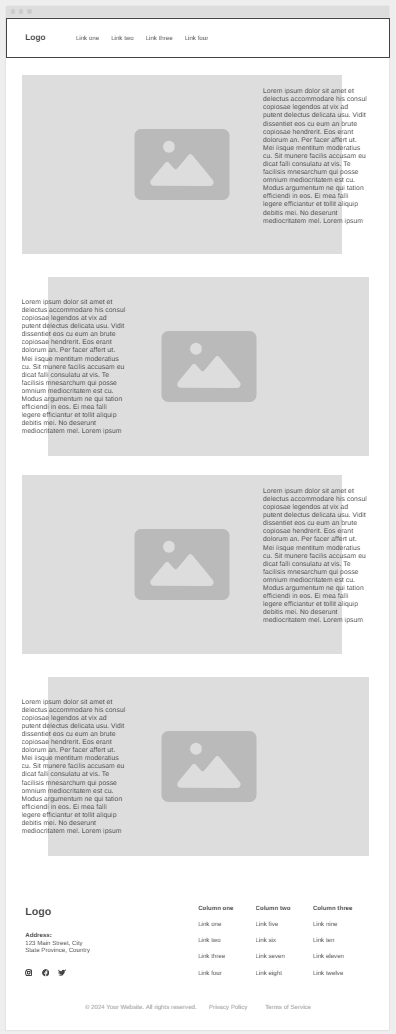 Logo
Link one
Link two
Link three
Link four
Lorem ipsum dolor sit amet et
delectus accommodare his consul
copiosae legendos at vix ad
putent delectus delicata usu. Vidit
dissentiet eos cu eum an brute
copiosae hendrerit. Eos erant
dolorum an. Per facer affert ut.
Mei iisque mentitum moderatius
cu. Sit munere facilis accusam eu
dicat falli consulatu at vis. Te
facilisis mnesarchum qui posse
omnium mediocritatem est cu.
Modus argumentum ne qui tation
efficiendi in eos. Ei mea falli
legere efficiantur et tollit aliquip
debitis mei. No deserunt
mediocritatem mel. Lorem ipsum
Lorem ipsum dolor sit amet et
delectus accommodare his consul
copiosae legendos at vix ad
putent delectus delicata usu. Vidit
dissentiet eos cu eum an brute
copiosae hendrerit. Eos erant
dolorum an. Per facer affert ut.
Mei iisque mentitum moderatius
cu. Sit munere facilis accusam eu
dicat falli consulatu at vis. Te
facilisis mnesarchum qui posse
omnium mediocritatem est cu.
Modus argumentum ne qui tation
efficiendi in eos. Ei mea falli
legere efficiantur et tollit aliquip
debitis mei. No deserunt
mediocritatem mel. Lorem ipsum
Lorem ipsum dolor sit amet et
delectus accommodare his consul
copiosae legendos at vix ad
putent delectus delicata usu. Vidit
dissentiet eos cu eum an brute
copiosae hendrerit. Eos erant
dolorum an. Per facer affert ut.
Mei iisque mentitum moderatius
cu. Sit munere facilis accusam eu
dicat falli consulatu at vis. Te
facilisis mnesarchum qui posse
omnium mediocritatem est cu.
Modus argumentum ne qui tation
efficiendi in eos. Ei mea falli
legere efficiantur et tollit aliquip
debitis mei. No deserunt
mediocritatem mel. Lorem ipsum
Lorem ipsum dolor sit amet et
delectus accommodare his consul
copiosae legendos at vix ad
putent delectus delicata usu. Vidit
dissentiet eos cu eum an brute
copiosae hendrerit. Eos erant
dolorum an. Per facer affert ut.
Mei iisque mentitum moderatius
cu. Sit munere facilis accusam eu
dicat falli consulatu at vis. Te
facilisis mnesarchum qui posse
omnium mediocritatem est cu.
Modus argumentum ne qui tation
efficiendi in eos. Ei mea falli
legere efficiantur et tollit aliquip
debitis mei. No deserunt
mediocritatem mel. Lorem ipsum
Logo
Address:
123 Main Street, City
State Province, Country
Column one
Link one
Link two
Link three
Link four
Column two
Link five
Link six
Link seven
Link eight
Column three
Link nine
Link ten
Link eleven
Link twelve
© 2024 Your Website. All rights reserved.
Privacy Policy
Terms of Service